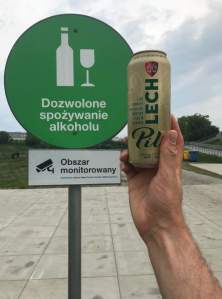 Dozwolone
spożywanie
alkoholu
Obszar
monitorowany
LECH
Pils